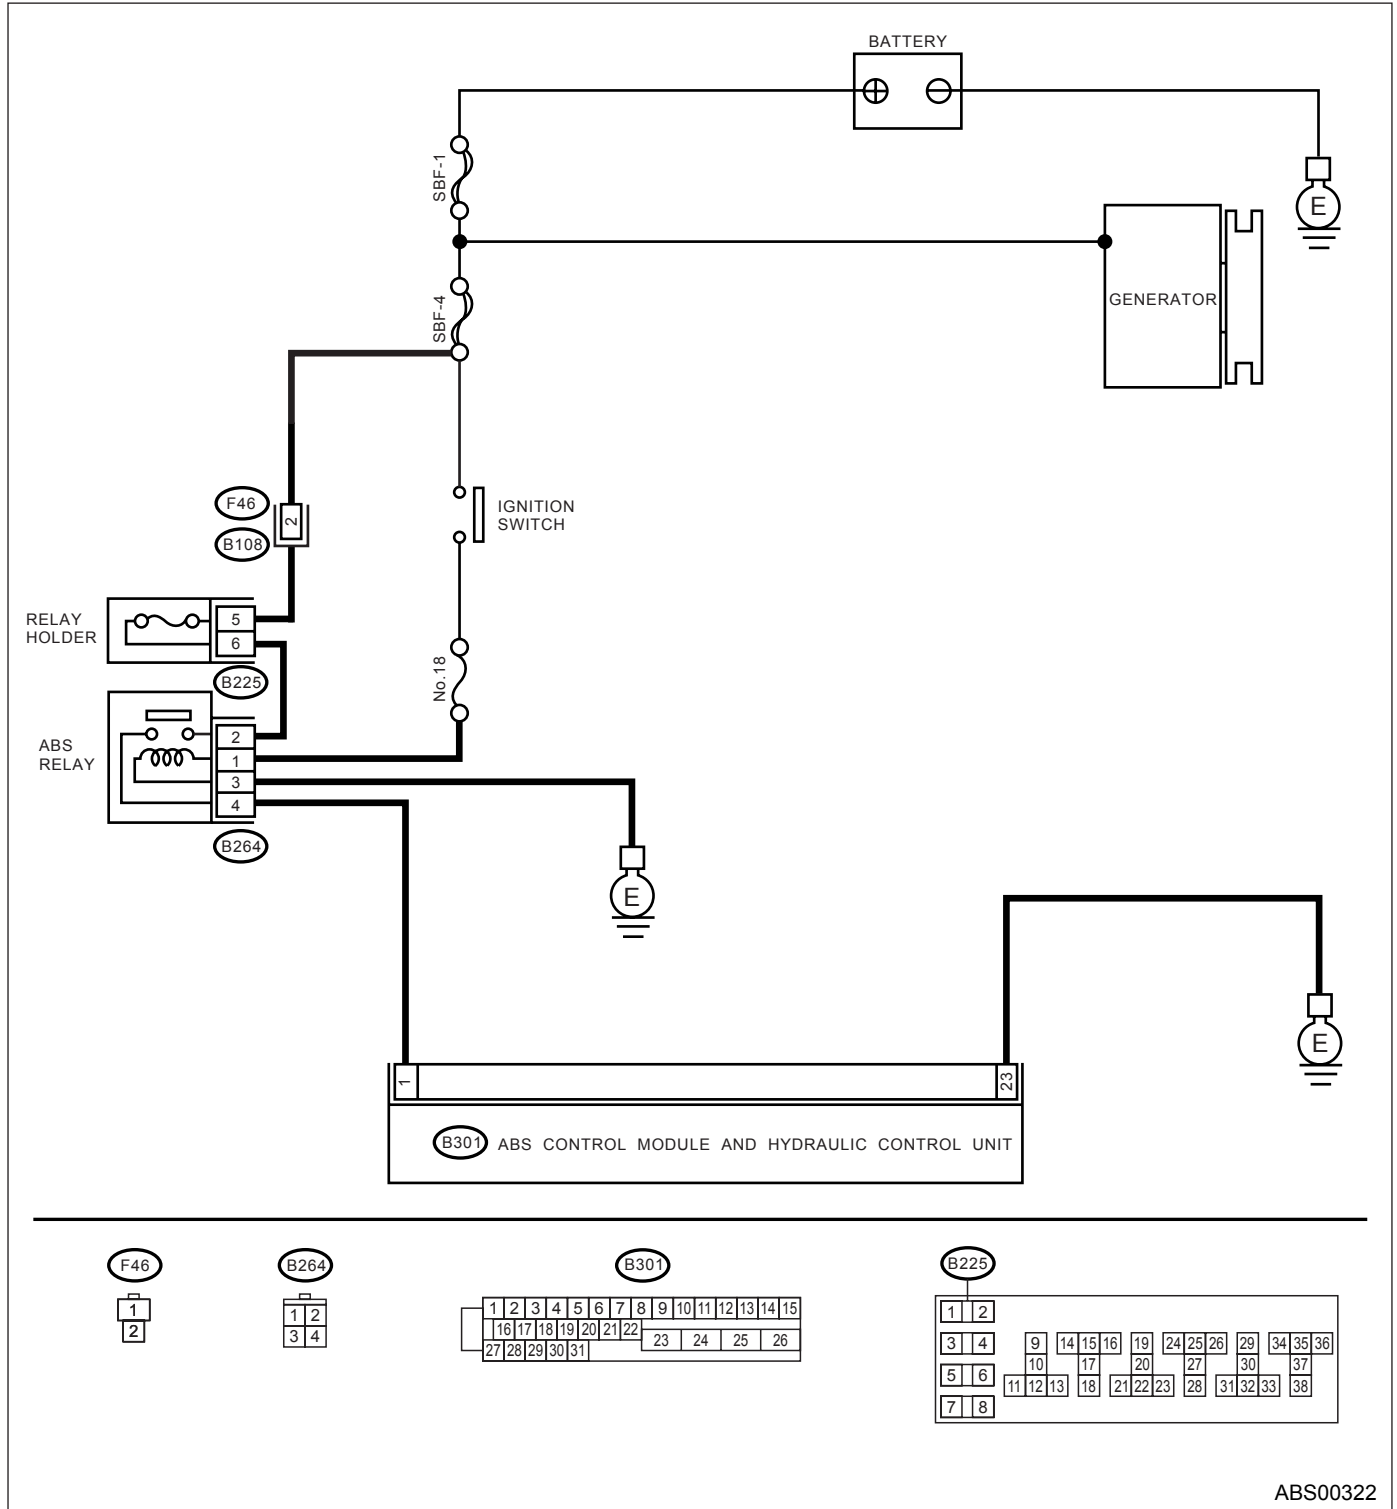 BATTERY
SBF-1
E
GENERATOR
SBF-4
F46
2
B108
IGNITION
SWITCH
RELAY
HOLDER
5
6
B225
No.18
ABS
RELAY
2
1
3
4
B264
E
E
1
23
B301 ABS CONTROL MODULE AND HYDRAULIC CONTROL UNIT
F46
1
2
B264
1 2
3 4
B301
1 2 3 4 5 6 7 8 9 10 11 12 13 14 15
16 17 18 19 20 21 22 23 24 25 26
27 28 29 30 31
B225
1 2
3 4 9 14 15 16 19 24 25 26 29 34 35 36
10 17 20 27 30 37
5 6 11 12 13 18 21 22 23 28 31 32 33 38
7 8
ABS00322